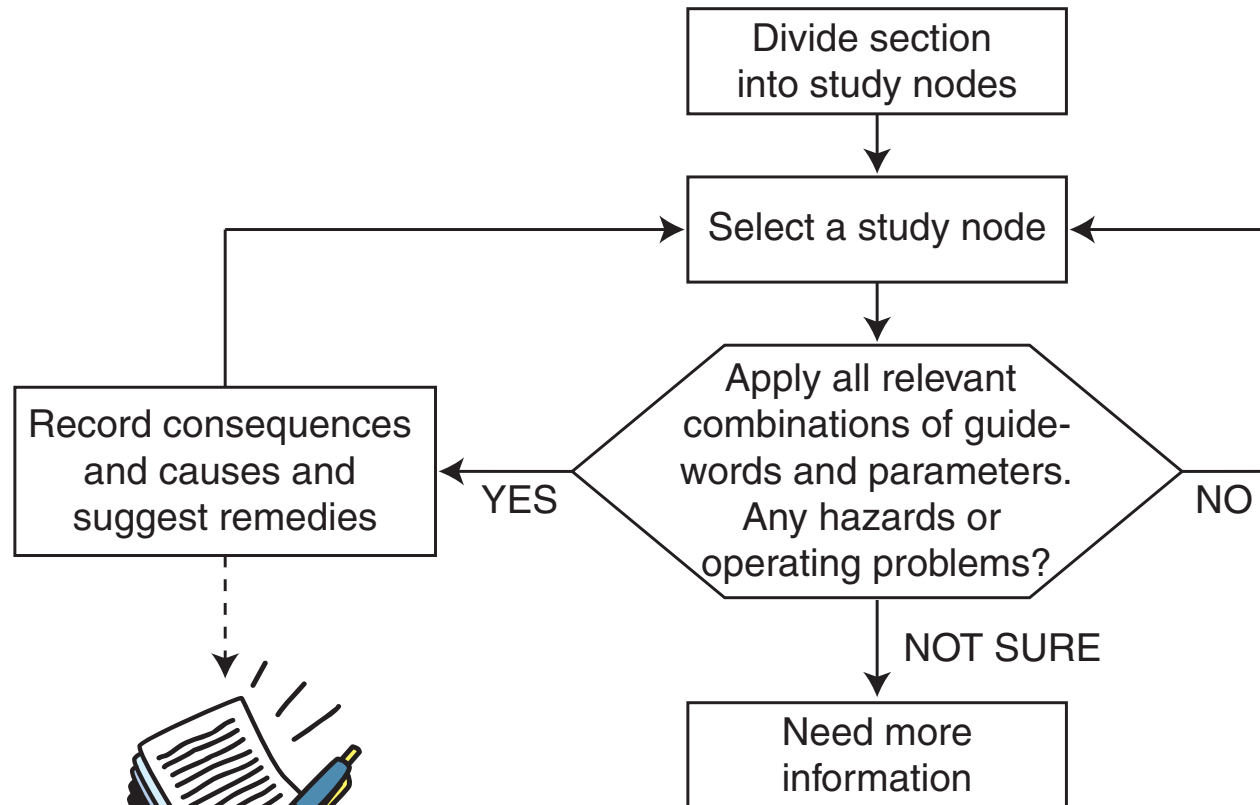 Divide section
into study nodes
Select a study node
Apply all relevant
combinations of guide-
words and parameters.
Any hazards or
operating problems?
Record consequences
and causes and
suggest remedies
YES
NO
NOT SURE
Need more
information